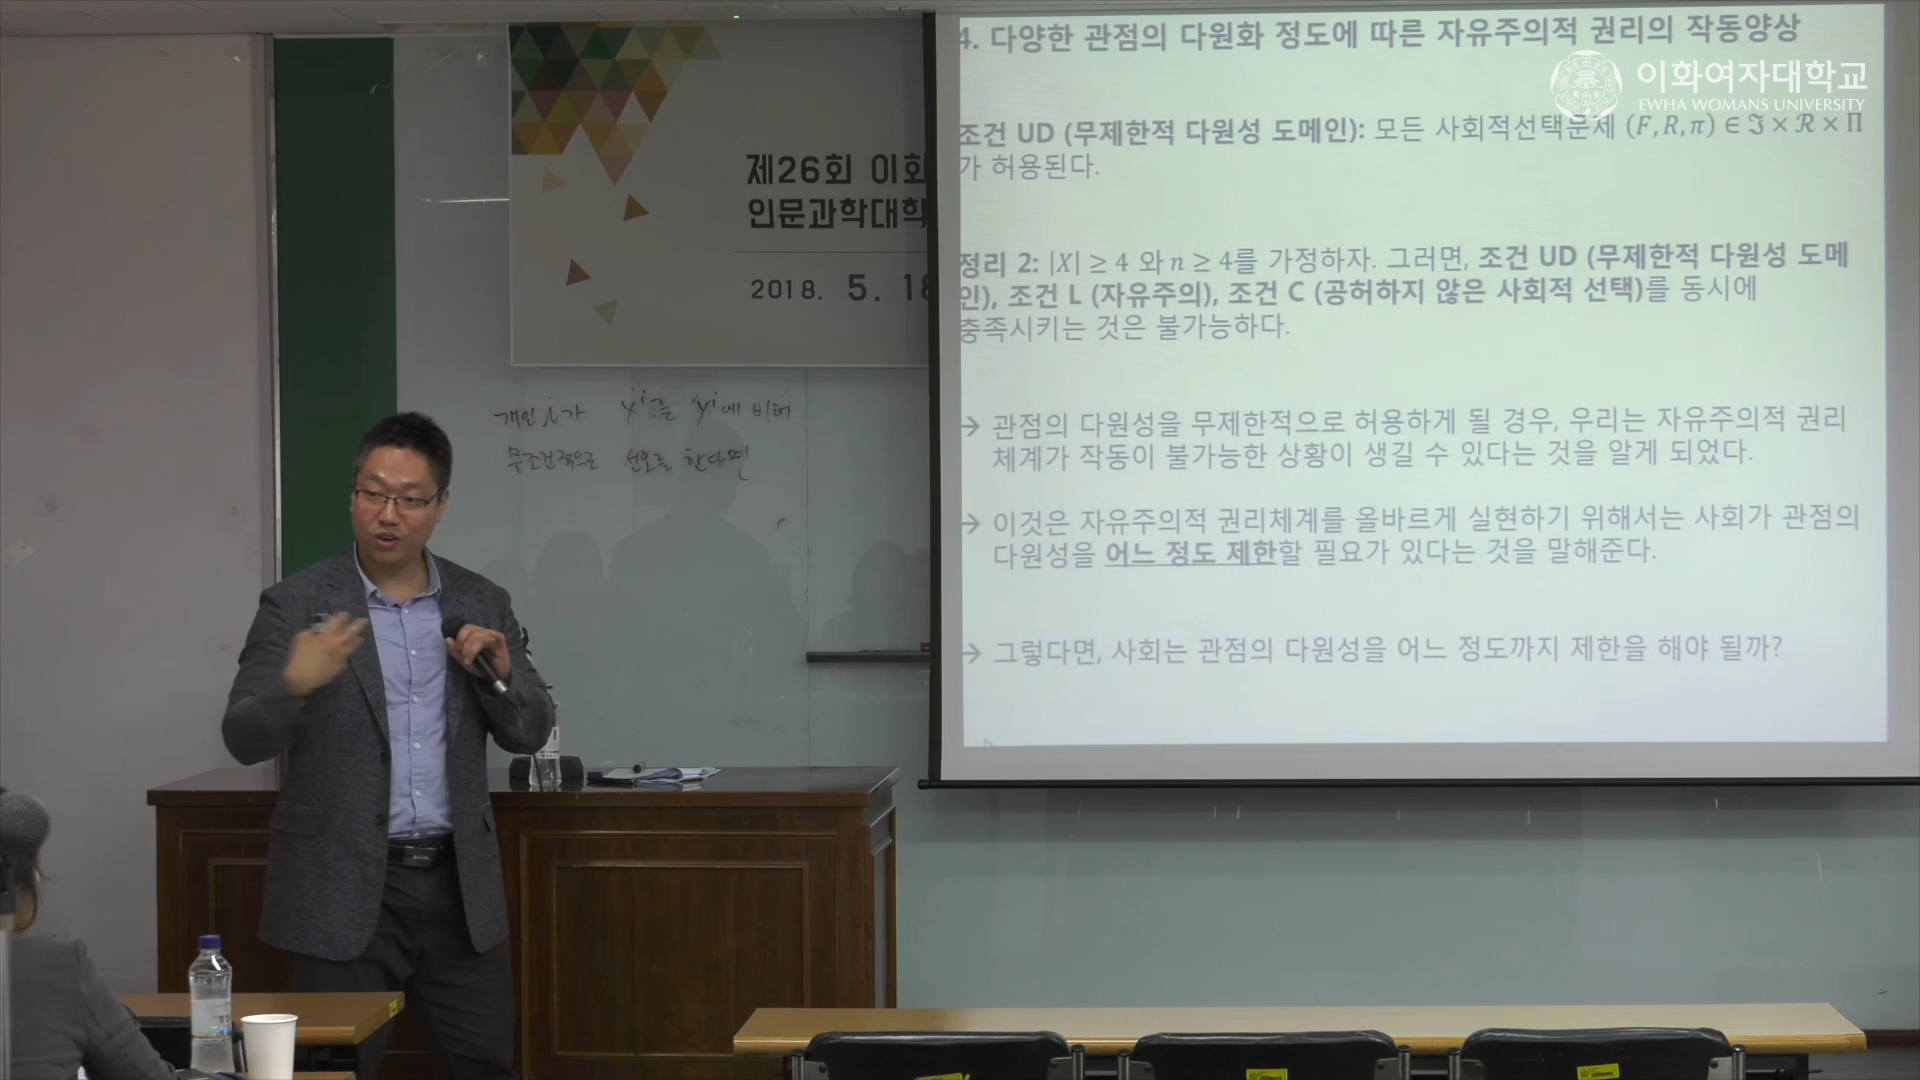 4. 다양한 관점의 다원화 정도에 따른 자유주의적 권리의 작동양상
이화여자대학교
EWHA WOMANS UNIVERSITY
조건 UD (무제한적 다원성 도메인): 모든 사회적선택문제 (F, R, π) ∈ ℑ × ℛ × Π
가 허용된다.
정리 2: |X| ≥ 4 와 n ≥ 4를 가정하자. 그러면, 조건 UD (무제한적 다원성 도메
인), 조건 L (자유주의), 조건 C (공허하지 않은 사회적 선택)를 동시에
충족시키는 것은 불가능하다.
→ 관점의 다원성을 무제한적으로 허용하게 될 경우, 우리는 자유주의적 권리
체계가 작동이 불가능한 상황이 생길 수 있다는 것을 알게 되었다.
→ 이것은 자유주의적 권리체계를 올바르게 실현하기 위해서는 사회가 관점의
다원성을 어느 정도 제한할 필요가 있다는 것을 말해준다.
→ 그렇다면, 사회는 관점의 다원성을 어느 정도까지 제한을 해야 될까?
제26회 이화
인문과학대학
2018. 5. 18
개인 i가 xⁱ를 yⁱ에 비해
무조건적으로 선호를 한다면